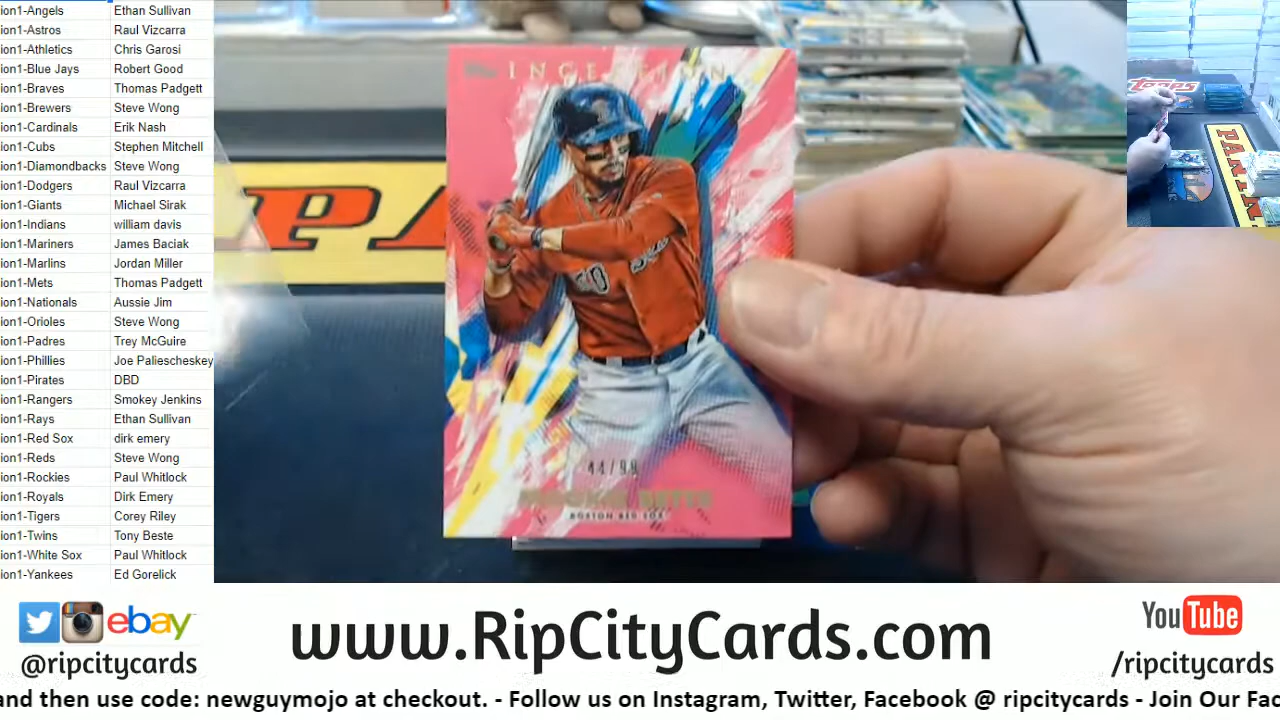 ion1-Angels Ethan Sullivan
ion1-Astros Raul Vizcarra
ion1-Athletics Chris Garosi
ion1-Blue Jays Robert Good
ion1-Braves Thomas Padgett
ion1-Brewers Steve Wong
ion1-Cardinals Erik Nash
ion1-Cubs Stephen Mitchell
ion1-Diamondbacks Steve Wong
ion1-Dodgers Raul Vizcarra
ion1-Giants Michael Sirak
ion1-Indians william davis
ion1-Mariners James Baciak
ion1-Marlins Jordan Miller
ion1-Mets Thomas Padgett
ion1-Nationals Aussie Jim
ion1-Orioles Steve Wong
ion1-Padres Trey McGuire
ion1-Phillies Joe Paliescheskey
ion1-Pirates DBD
ion1-Rangers Smokey Jenkins
ion1-Rays Ethan Sullivan
ion1-Red Sox dirk emery
ion1-Reds Steve Wong
ion1-Rockies Paul Whitlock
ion1-Royals Dirk Emery
ion1-Tigers Corey Riley
ion1-Twins Tony Beste
ion1-White Sox Paul Whitlock
ion1-Yankees Ed Gorelick
INCEPTION
50
44/99
MOOKIE BETTS
BOSTON RED SOX
PA
Topps
PANINI
ebay
@ripcitycards
www.RipCityCards.com
YouTube
/ripcitycards
and then use code: newguymojo at checkout. - Follow us on Instagram, Twitter, Facebook @ ripcitycards - Join Our Fac